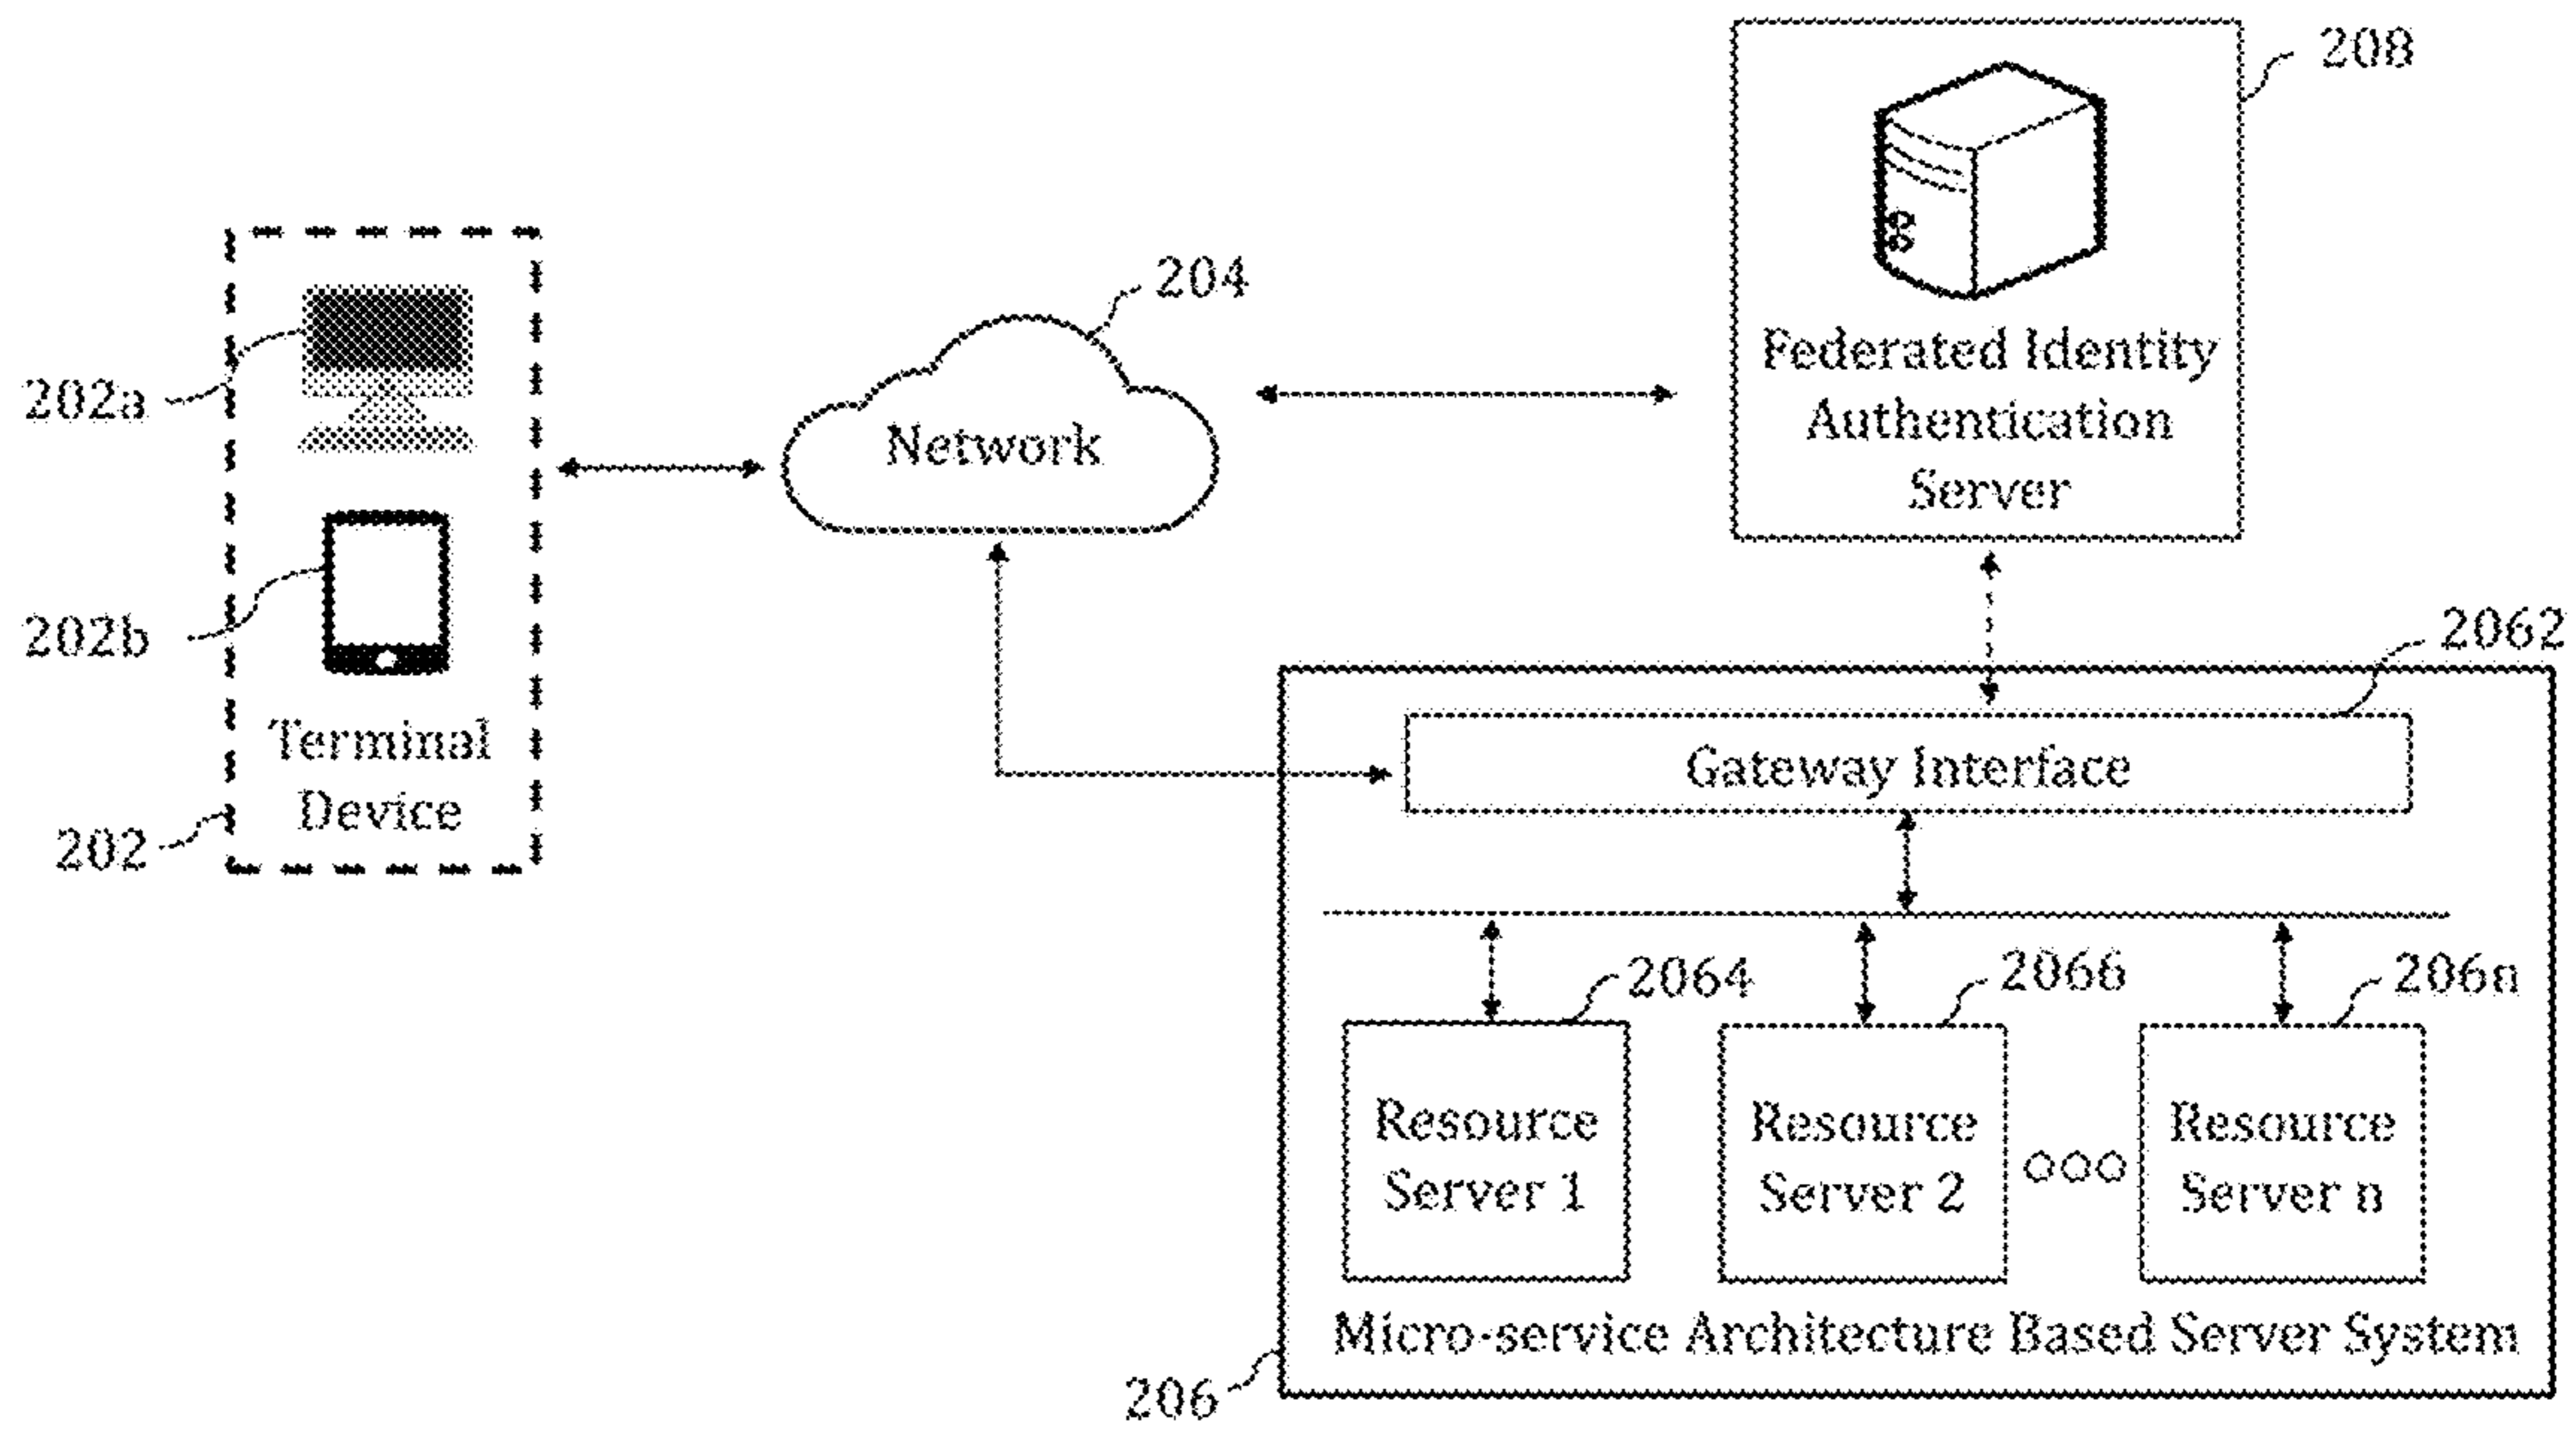 208
Federated Identity
Authentication
Server
204
Network
202a
202b
Terminal
Device
202
2062
Gateway Interface
2064
2066
206n
Resource
Server 1
Resource
Server 2
Resource
Server n
Micro-service Architecture Based Server System
206